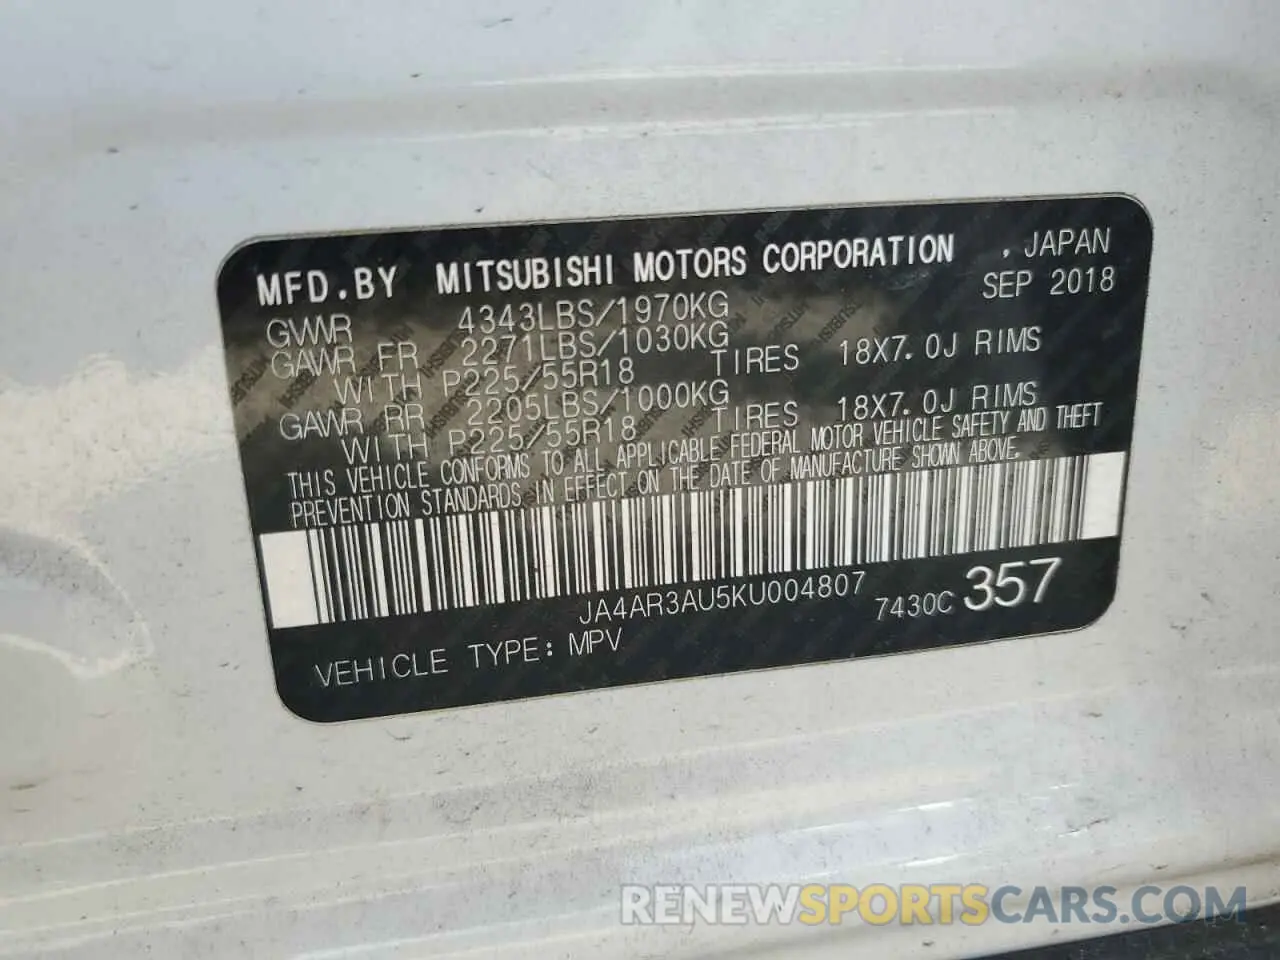 MFD.BY MITSUBISHI MOTORS CORPORATION , JAPAN
SEP 2018
GVWR 4343LBS/1970KG
GAWR FR 2271LBS/1030KG
WITH P225/55R18 TIRES 18X7.0J RIMS
GAWR RR 2205LBS/1000KG
WITH P225/55R18 TIRES 18X7.0J RIMS
THIS VEHICLE CONFORMS TO ALL APPLICABLE FEDERAL MOTOR VEHICLE SAFETY AND THEFT
PREVENTION STANDARDS IN EFFECT ON THE DATE OF MANUFACTURE SHOWN ABOVE.
JA4AR3AU5KU004807 7430C 357
VEHICLE TYPE: MPV
RENEWSPORTSCARS.COM